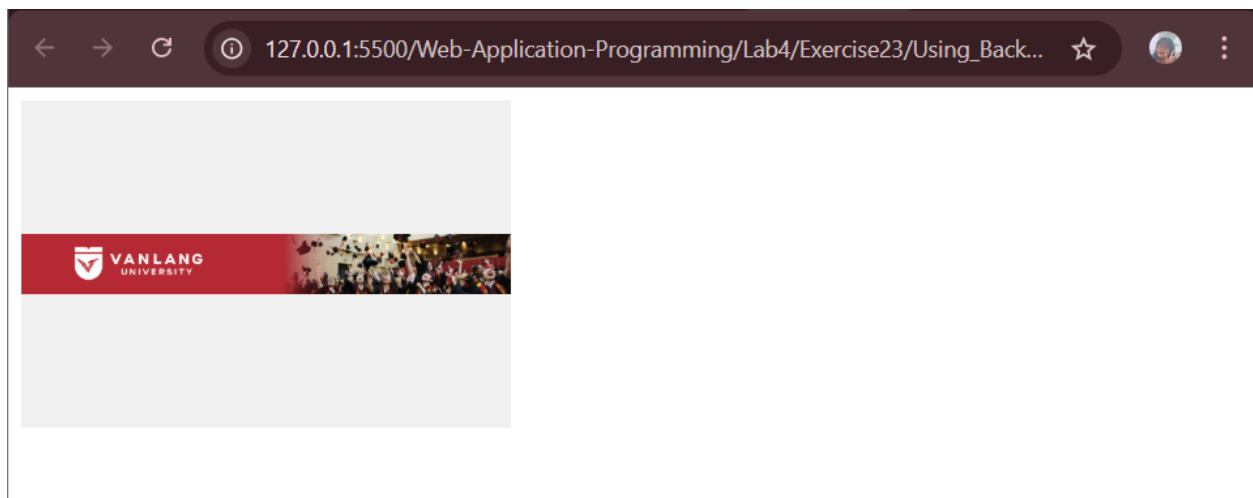 127.0.0.1:5500/Web-Application-Programming/Lab4/Exercise23/Using_Back...
VANLANG
UNIVERSITY